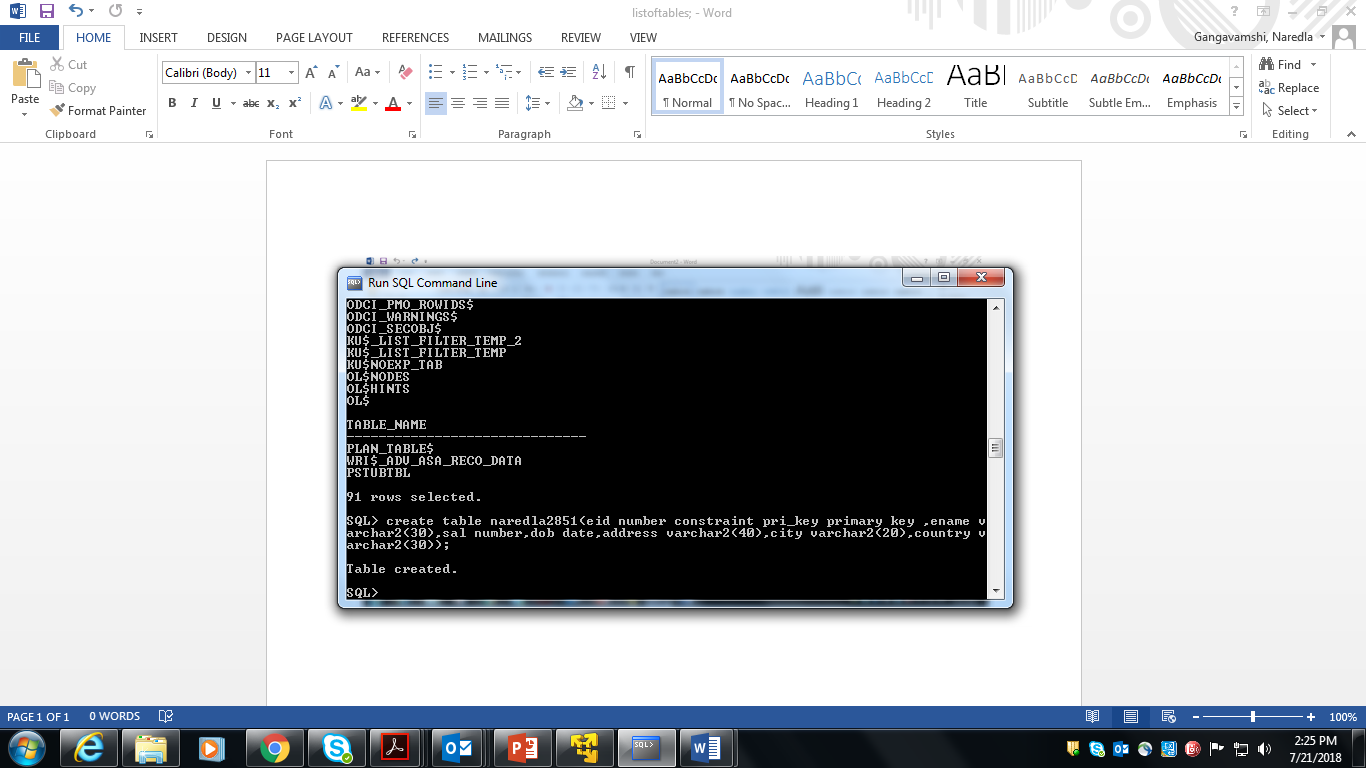 listoftables; - Word
FILE HOME INSERT DESIGN PAGE LAYOUT REFERENCES MAILINGS REVIEW VIEW
Gangavamshi, Naredla
Paste
Cut
Copy
Format Painter
Clipboard
Calibri (Body) 11
Font
Paragraph
AaBbCcDc AaBbCcDc AaBbCc AaBbCcD AaB AaBbCcD AaBbCcDc AaBbCcDc
¶ Normal ¶ No Spac... Heading 1 Heading 2 Title Subtitle Subtle Em... Emphasis
Styles
Find
Replace
Select
Editing
Document2 - Word
Run SQL Command Line
ODCI_PMO_ROWIDS$
ODCI_WARNINGS$
ODCI_SECOBJ$
KU$_LIST_FILTER_TEMP_2
KU$_LIST_FILTER_TEMP
KU$NOEXP_TAB
OL$NODES
OL$HINTS
OL$
TABLE_NAME
------------------------------
PLAN_TABLE$
WRI$_ADV_ASA_RECO_DATA
PSTUBTBL
91 rows selected.
SQL> create table naredla2851(eid number constraint pri_key primary key ,ename v
archar2(30),sal number,dob date,address varchar2(40),city varchar2(20),country v
archar2(30));
Table created.
SQL>
PAGE 1 OF 1 0 WORDS 100%
2:25 PM
7/21/2018